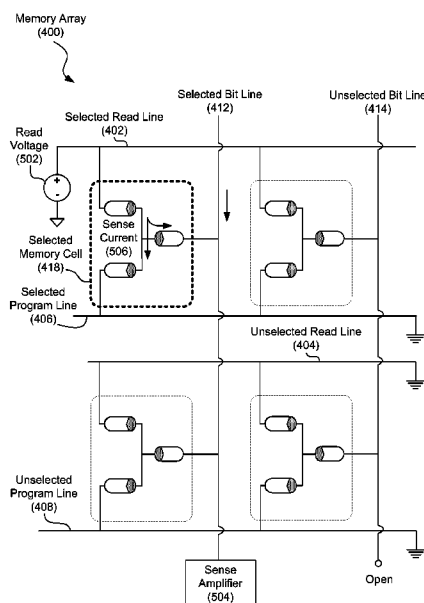 Memory Array
(400)
Selected Bit Line
(412)
Unselected Bit Line
(414)
Selected Read Line
(402)
Read
Voltage
(502)
Sense
Current
(506)
Selected
Memory Cell
(418)
Selected
Program Line
(406)
Unselected Read Line
(404)
Unselected
Program Line
(408)
Sense
Amplifier
(504)
Open